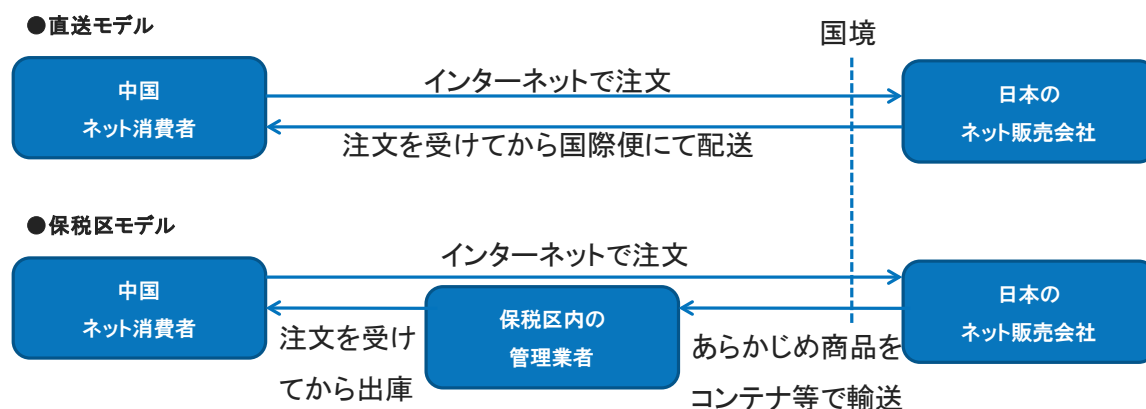 ●直送モデル
国境
中国
ネット消費者
インターネットで注文
注文を受けてから国際便にて配送
日本の
ネット販売会社
●保税区モデル
中国
ネット消費者
インターネットで注文
注文を受け
てから出庫
保税区内の
管理業者
あらかじめ商品を
コンテナ等で輸送
日本の
ネット販売会社